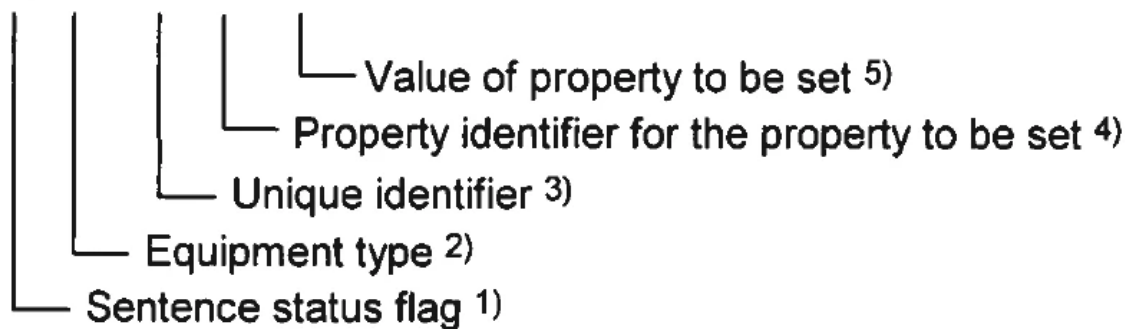 Value of property to be set 5)
Property identifier for the property to be set 4)
Unique identifier 3)
Equipment type 2)
Sentence status flag 1)